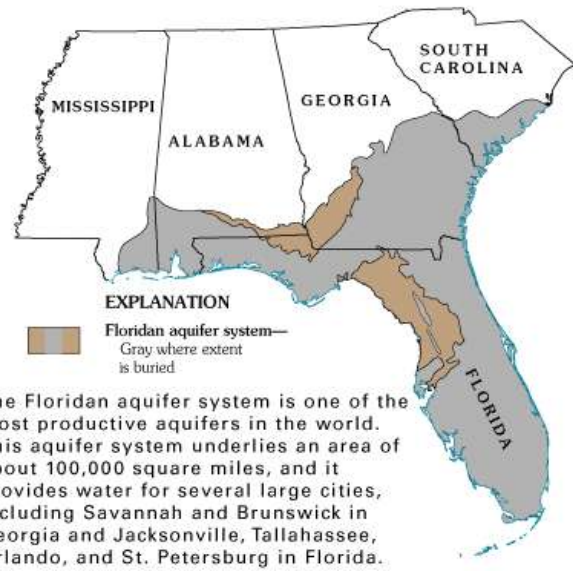 SOUTH
CAROLINA
GEORGIA
MISSISSIPPI
ALABAMA
EXPLANATION
Floridan aquifer system—
Gray where extent
is buried
FLORIDA
he Floridan aquifer system is one of the
ost productive aquifers in the world.
his aquifer system underlies an area of
bout 100,000 square miles, and it
rovides water for several large cities,
cluding Savannah and Brunswick in
eorgia and Jacksonville, Tallahassee,
rlando, and St. Petersburg in Florida.